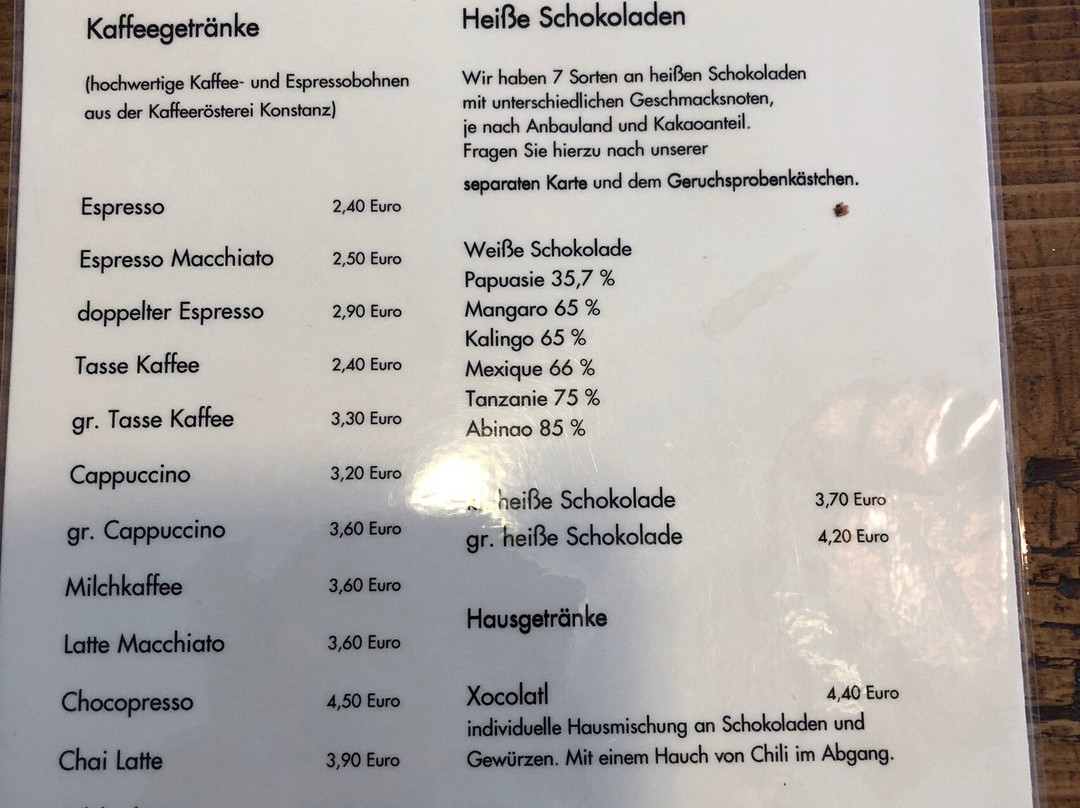 Kaffeegetränke
(hochwertige Kaffee- und Espressobohnen
aus der Kaffeerösterei Konstanz)
Espresso 2,40 Euro
Espresso Macchiato 2,50 Euro
doppelter Espresso 2,90 Euro
Tasse Kaffee 2,40 Euro
gr. Tasse Kaffee 3,30 Euro
Cappuccino 3,20 Euro
gr. Cappuccino 3,60 Euro
Milchkaffee 3,60 Euro
Latte Macchiato 3,60 Euro
Chocopresso 4,50 Euro
Chai Latte 3,90 Euro
Heiße Schokoladen
Wir haben 7 Sorten an heißen Schokoladen
mit unterschiedlichen Geschmacksnoten,
je nach Anbauland und Kakaoanteil.
Fragen Sie hierzu nach unserer
separaten Karte und dem Geruchsprobenkästchen.
Weiße Schokolade
Papuasie 35,7 %
Mangaro 65 %
Kalingo 65 %
Mexique 66 %
Tanzanie 75 %
Abinao 85 %
heiße Schokolade 3,70 Euro
gr. heiße Schokolade 4,20 Euro
Hausgetränke
Xocolatl 4,40 Euro
individuelle Hausmischung an Schokoladen und
Gewürzen. Mit einem Hauch von Chili im Abgang.